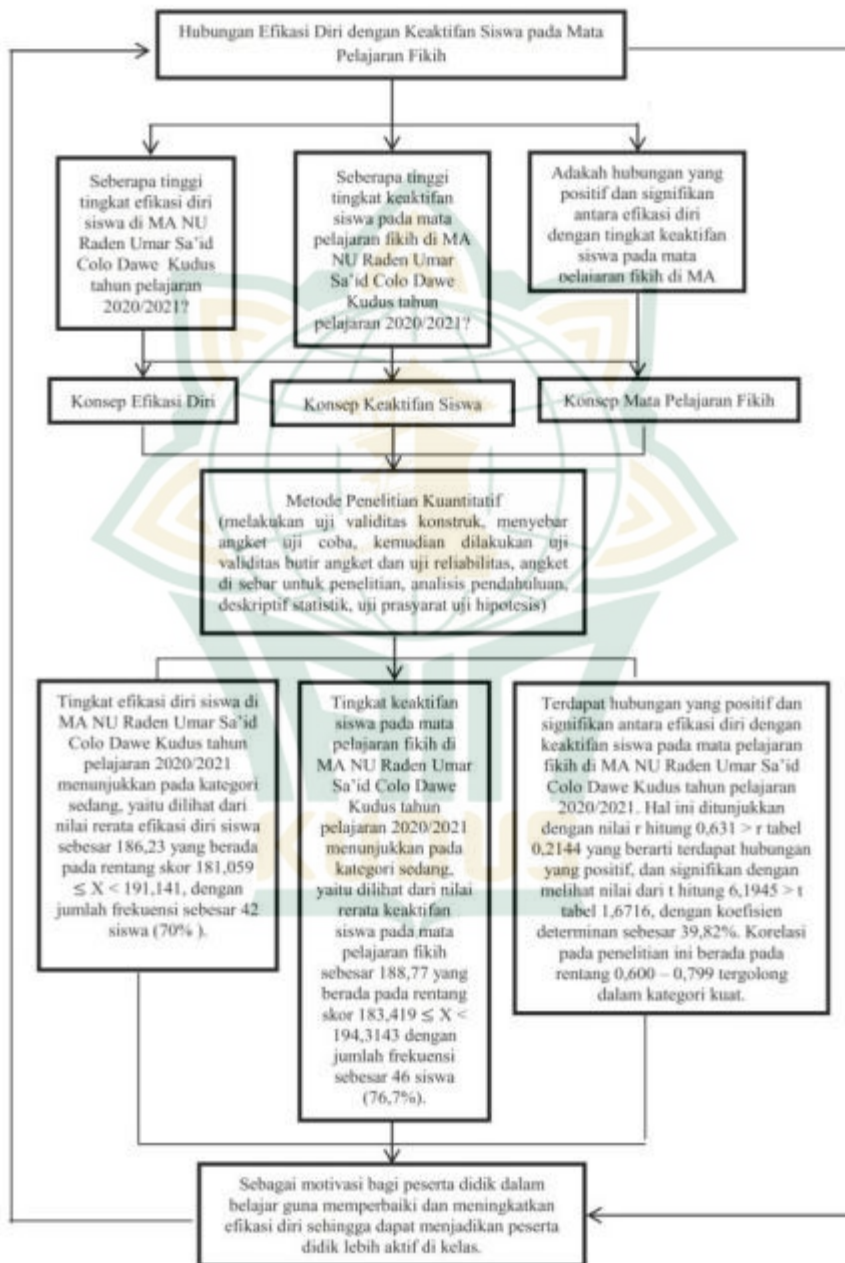 Hubungan Efikasi Diri dengan Keaktifan Siswa pada Mata
Pelajaran Fikih
Seberapa tinggi
tingkat efikasi diri
siswa di MA NU
Raden Umar Sa'id
Colo Dawe Kudus
tahun pelajaran
2020/2021?
Seberapa tinggi
tingkat keaktifan
siswa pada mata
pelajaran fikih di MA
NU Raden Umar
Sa'id Colo Dawe
Kudus tahun
pelajaran 2020/2021?
Adakah hubungan yang
positif dan signifikan
antara efikasi diri
dengan tingkat keaktifan
siswa pada mata
pelajaran fikih di MA
Konsep Efikasi Diri
Konsep Keaktifan Siswa
Konsep Mata Pelajaran Fikih
Metode Penelitian Kuantitatif
(melakukan uji validitas konstruk, menyebar
angket uji coba, kemudian dilakukan uji
validitas butir angket dan uji reliabilitas, angket
di sebar untuk penelitian, analisis pendahuluan,
deskriptif statistik, uji prasyarat uji hipotesis)
Tingkat efikasi diri siswa di
MA NU Raden Umar Sa'id
Colo Dawe Kudus tahun
pelajaran 2020/2021
menunjukkan pada kategori
sedang, yaitu dilihat dari
nilai rerata efikasi diri siswa
sebesar 186,23 yang berada
pada rentang skor 181,059
≤ X < 191,141, dengan
jumlah frekuensi sebesar 42
siswa (70% ).
Tingkat keaktifan
siswa pada mata
pelajaran fikih di
MA NU Raden Umar
Sa'id Colo Dawe
Kudus tahun
pelajaran 2020/2021
menunjukkan pada
kategori sedang,
yaitu dilihat dari nilai
rerata keaktifan
siswa pada mata
pelajaran fikih
sebesar 188,77 yang
berada pada rentang
skor 183,419 ≤ X <
194,3143 dengan
jumlah frekuensi
sebesar 46 siswa
(76,7%).
Terdapat hubungan yang positif dan
signifikan antara efikasi diri dengan
keaktifan siswa pada mata pelajaran
fikih di MA NU Raden Umar Sa'id
Colo Dawe Kudus tahun pelajaran
2020/2021. Hal ini ditunjukkan
dengan nilai r hitung 0,631 > r tabel
0,2144 yang berarti terdapat hubungan
yang positif, dan signifikan dengan
melihat nilai dari t hitung 6,1945 > t
tabel 1,6716, dengan koefisien
determinan sebesar 39,82%. Korelasi
pada penelitian ini berada pada
rentang 0,600 – 0,799 tergolong
dalam kategori kuat.
KUDUS
Sebagai motivasi bagi peserta didik dalam
belajar guna memperbaiki dan meningkatkan
efikasi diri sehingga dapat menjadikan peserta
didik lebih aktif di kelas.